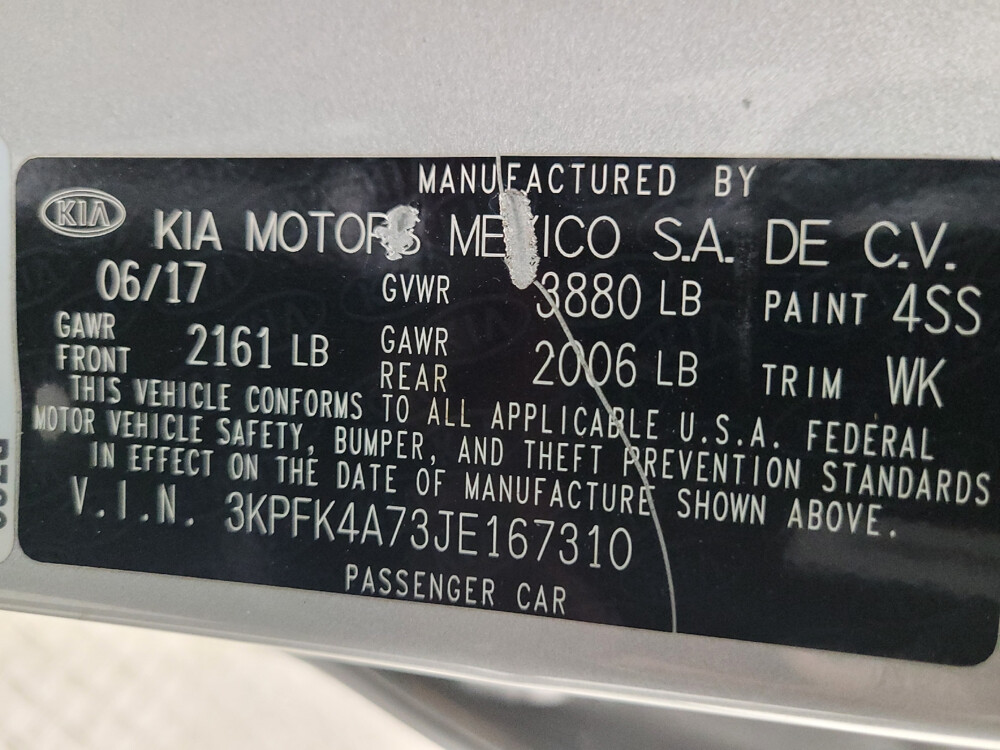 MANUFACTURED BY
KIA
KIA MOTORS MEXICO S.A. DE C.V.
06/17 GVWR 3880 LB PAINT 4SS
GAWR FRONT 2161 LB GAWR REAR 2006 LB TRIM WK
THIS VEHICLE CONFORMS TO ALL APPLICABLE U.S.A. FEDERAL
MOTOR VEHICLE SAFETY, BUMPER, AND THEFT PREVENTION STANDARDS
IN EFFECT ON THE DATE OF MANUFACTURE SHOWN ABOVE.
V.I.N. 3KPFK4A73JE167310
PASSENGER CAR